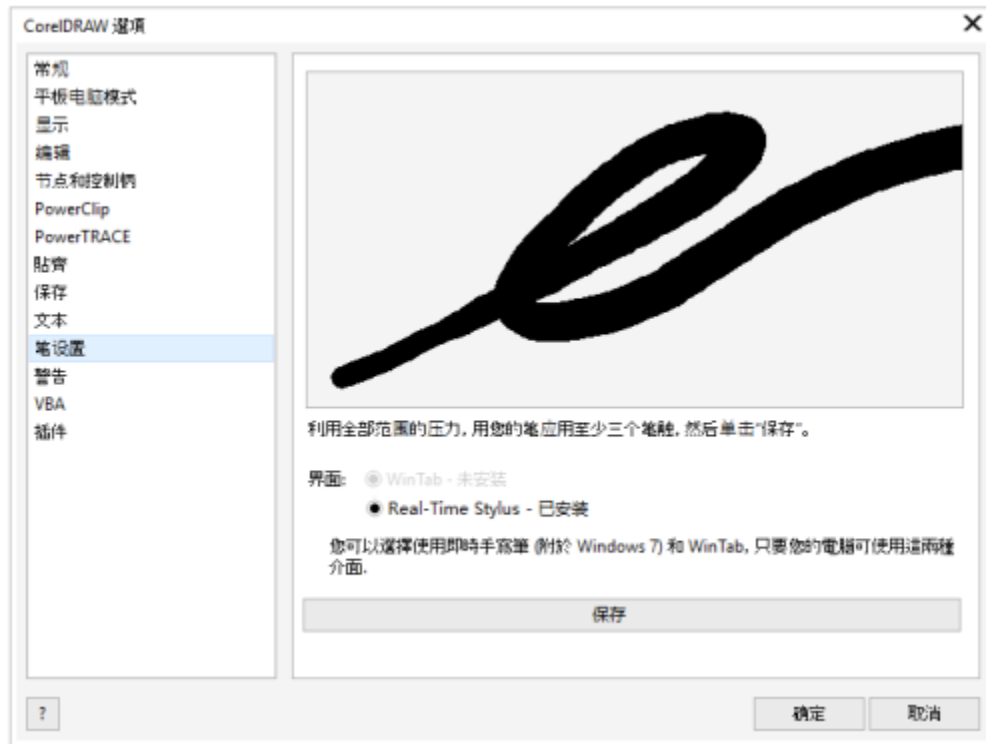 CorelDRAW 選項
常规
平板电脑模式
显示
编辑
节点和控制柄
PowerClip
PowerTRACE
貼齊
保存
文本
笔设置
警告
VBA
插件
利用全部范围的压力, 用您的笔应用至少三个笔触, 然后单击“保存”。
界面:
WinTab - 未安装
Real-Time Stylus - 已安装
您可以選擇使用即時手寫筆 (附於 Windows 7) 和 WinTab, 只要您的電腦可使用這兩種
介面.
保存
?
确定
取消